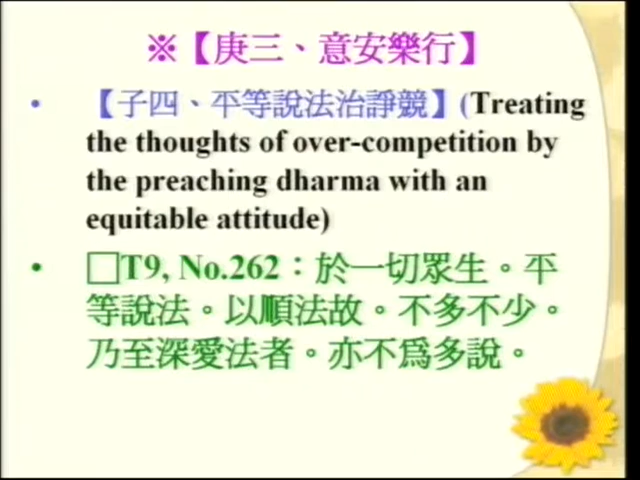 ※【庚三、意安樂行】
• 【子四、平等說法治諍競】(Treating
the thoughts of over-competition by
the preaching dharma with an
equitable attitude)
• □T9, No.262：於一切眾生。平
等說法。以順法故。不多不少。
乃至深愛法者。亦不為多說。